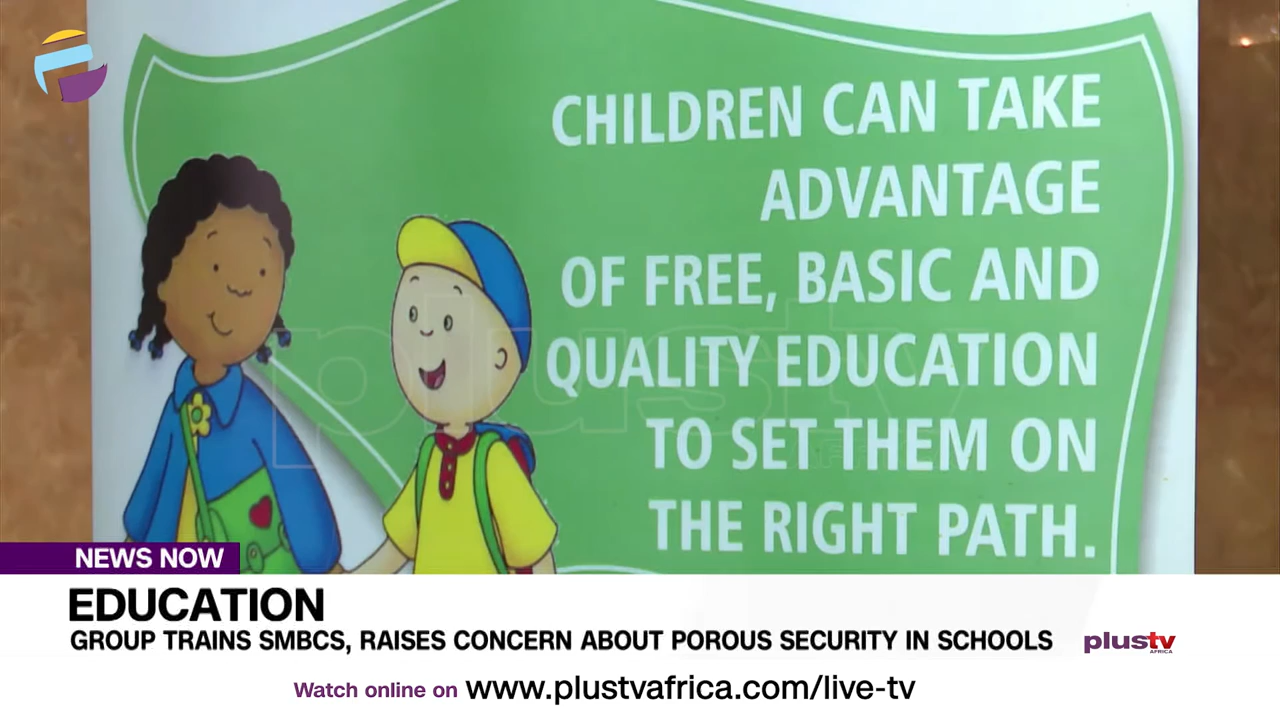 CHILDREN CAN TAKE
ADVANTAGE
OF FREE, BASIC AND
QUALITY EDUCATION
TO SET THEM ON
THE RIGHT PATH.
plustv
NEWS NOW
EDUCATION
GROUP TRAINS SMBCS, RAISES CONCERN ABOUT POROUS SECURITY IN SCHOOLS
plustv
AFRICA
Watch online on www.plustvafrica.com/live-tv